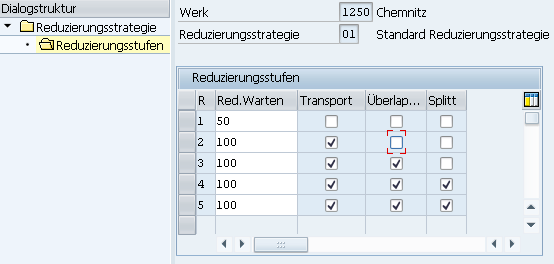 Dialogstruktur
Reduzierungsstrategie
Reduzierungsstufen
Werk 1250 Chemnitz
Reduzierungsstrategie 01 Standard Reduzierungsstrategie
Reduzierungsstufen
R Red.Warten Transport Überlap... Splitt
1 50
2 100
3 100
4 100
5 100